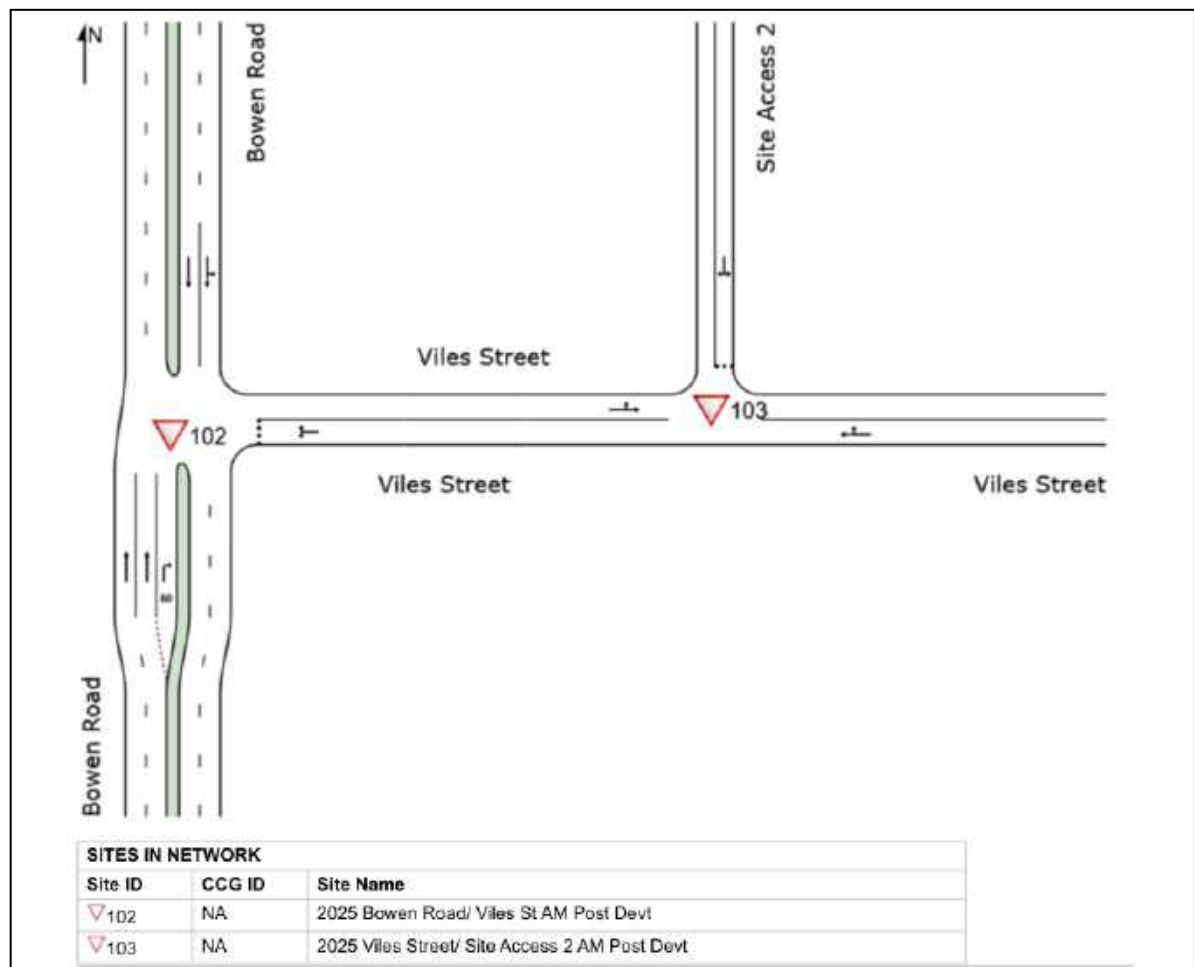 N
Bowen Road
Site Access 2
Viles Street
103
102
Viles Street
Viles Street
60
Bowen Road
SITES IN NETWORK
Site ID CCG ID Site Name
102 NA 2025 Bowen Road/ Viles St AM Post Devt
103 NA 2025 Viles Street/ Site Access 2 AM Post Devt